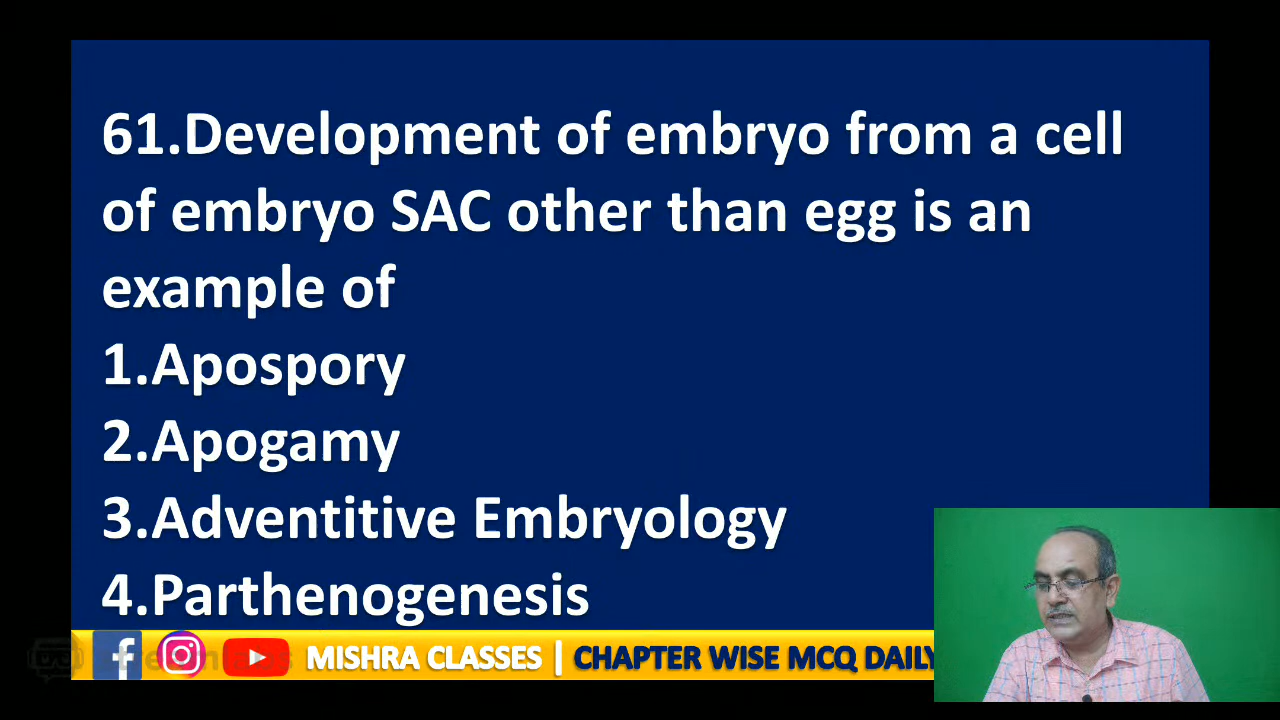 61.Development of embryo from a cell
of embryo SAC other than egg is an
example of
1.Apospory
2.Apogamy
3.Adventitive Embryology
4.Parthenogenesis
MISHRA CLASSES | CHAPTER WISE MCQ DAILY